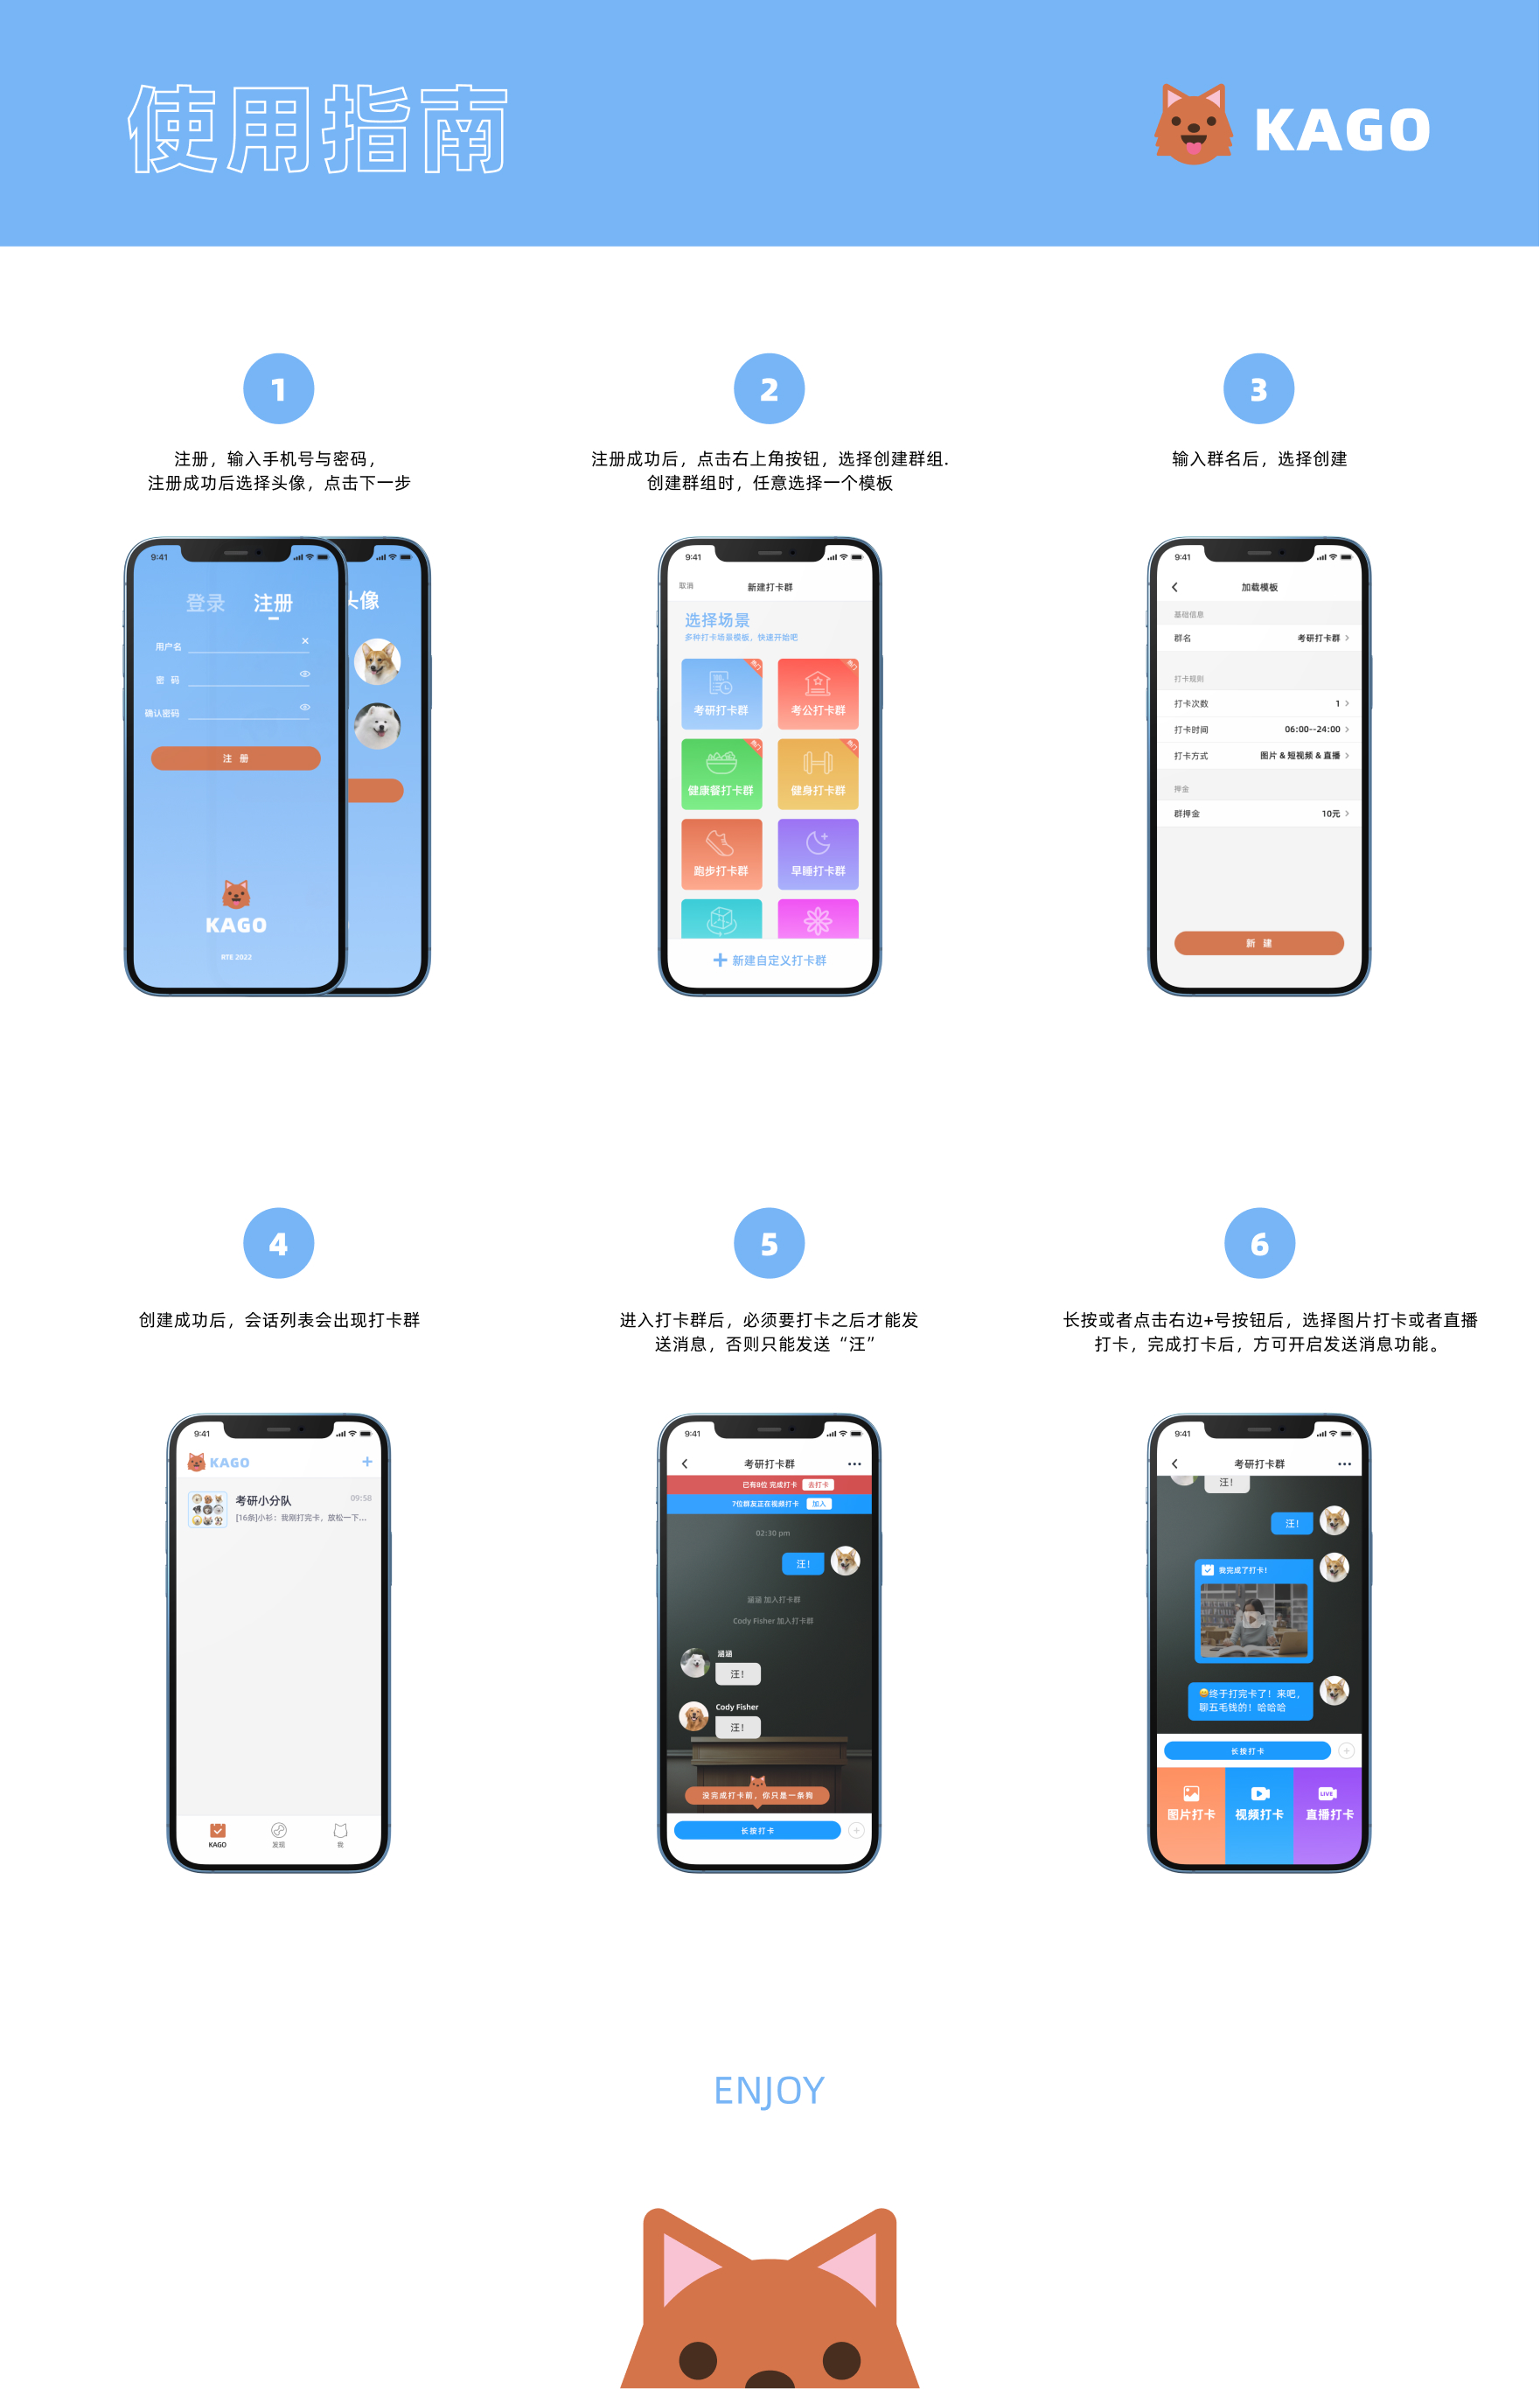 使用指南
KAGO
1
注册，输入手机号与密码，
注册成功后选择头像，点击下一步
2
注册成功后，点击右上角按钮，选择创建群组.
创建群组时，任意选择一个模板
3
输入群名后，选择创建
9:41
登录 注册
头像
用户名
密 码
确认密码
注 册
KAGO
RTE 2022
9:41
取消 新建打卡群
选择场景
多种打卡场景模板，快速开始吧
热门
热门
考研打卡群 考公打卡群
热门
热门
健康餐打卡群 健身打卡群
跑步打卡群 早睡打卡群
新建自定义打卡群
9:41
加载模板
基础信息
群名 考研打卡群
打卡规则
打卡次数 1
打卡时间 06:00--24:00
打卡方式 图片 & 短视频 & 直播
押金
群押金 10元
新 建
4
创建成功后，会话列表会出现打卡群
5
进入打卡群后，必须要打卡之后才能发
送消息，否则只能发送“汪”
6
长按或者点击右边+号按钮后，选择图片打卡或者直播
打卡，完成打卡后，方可开启发送消息功能。
9:41
KAGO
考研小分队 09:58
[16条]小杉：我刚打完卡，放松一下...
KAGO 发现 我
9:41
考研打卡群
已有0位 完成打卡 去打卡
7位群友正在视频打卡 加入
02:30 pm
汪！
涵涵 加入打卡群
Cody Fisher 加入打卡群
涵涵
汪！
Cody Fisher
汪！
没完成打卡前，你只是一条狗
长按打卡
9:41
考研打卡群
汪！
汪！
我完成了打卡！
终于打完卡了！来吧，
聊五毛钱的！哈哈哈
长按打卡
LIVE
图片打卡 视频打卡 直播打卡
ENJOY